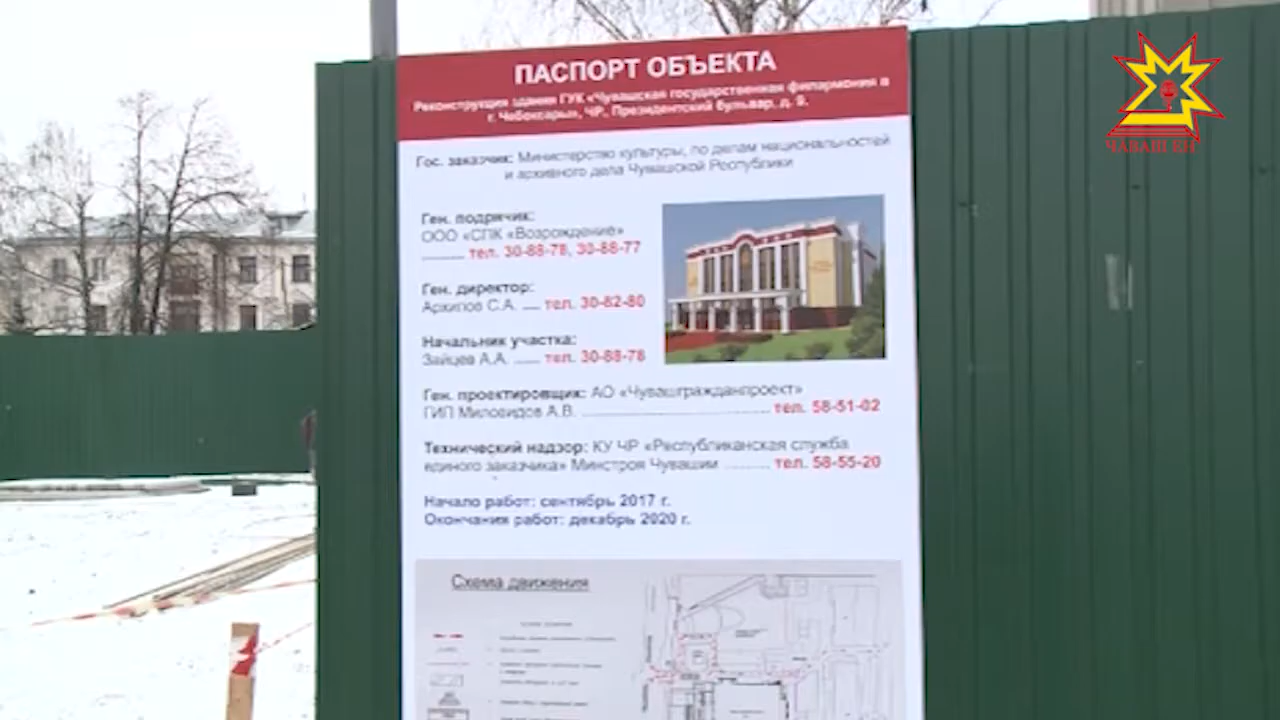 ПАСПОРТ ОБЪЕКТА
Реконструкция здания ГУК «Чувашская государственная филармония в
г. Чебоксары», ЧР, Президентский бульвар, д. 9.
Гос. заказчик: Министерство культуры, по делам национальностей
и архивного дела Чувашской Республики
Ген. подрячик:
ООО «СПК «Возрождение»
тел. 30-88-78, 30-88-77
Ген. директор:
Архипов С.А. .... тел. 30-82-80
Начальник участка:
Зайцев А.А. ...... тел. 30-88-78
Ген. проектировщик: АО «Чувашгражданпроект»
ГИП Миловидов А.В. ........ тел. 58-51-02
Технический надзор: КУ ЧР «Республиканская служба
единого заказчика» Минстроя Чувашии ......... тел. 58-55-20
Начало работ: сентябрь 2017 г.
Окончания работ: декабрь 2020 г.
Схема движения
ЧӐВАШ ЕН